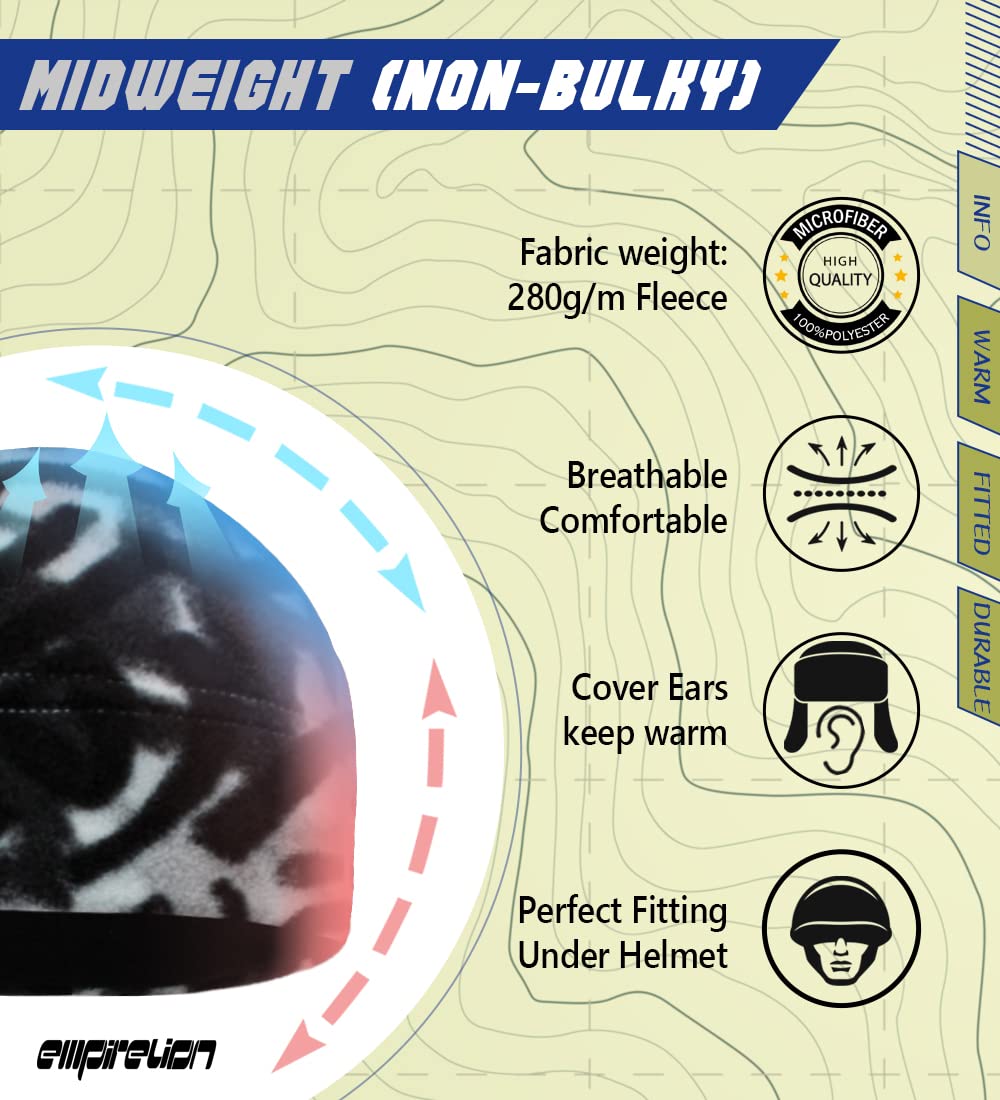 MIDWEIGHT (NON-BULKY)
Fabric weight:
280g/m Fleece
MICROFIBER
HIGH
QUALITY
100%POLYESTER
Breathable
Comfortable
Cover Ears
keep warm
Perfect Fitting
Under Helmet
INFO
WARM
FITTED
DURABLE
empirelion